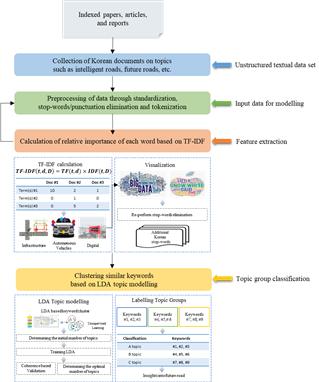 Indexed papers, articles,
and reports
Collection of Korean documents on topics
such as intelligent roads, future roads, etc.
Unstructured textual data set
Preprocessing of data through standardization,
stop-words/punctuation elimination and tokenization
Input data for modelling
Calculation of relative importance of each word based on TF-IDF
Feature extraction
TF-IDF calculation
TF-IDF(t,d,D) = TF(t,d) × IDF(t,D)
Doc #1 Doc #2 Doc #3
Term(s)#1 10 2 1
Term(s)#2 0 1 0
Term(s)#3 0 5 2
Infrastructure
Autonomous
Vehicles
Digital
Visualization
BIG
DATA
SNOW WHITE
Re-perform stop-words elimination
Additional
Korean
stop-words
Clustering similar keywords
based on LDA topic modelling
Topic group classification
LDA Topic modelling
LDA based keyword cluster
Unsupervised
Learning
Determining the initial number of topics
Training LDA
Coherence based
Validation
Determining the optimal
number of topics
Labelling Topic Groups
Keywords
#1, #2, #3
Keywords
#4, #5, #6
Keywords
#7, #8, #9
Classification Keywords
A topic #1, #2, #3
B topic #4, #5, #6
C topic #7, #8, #9
Insights into future road